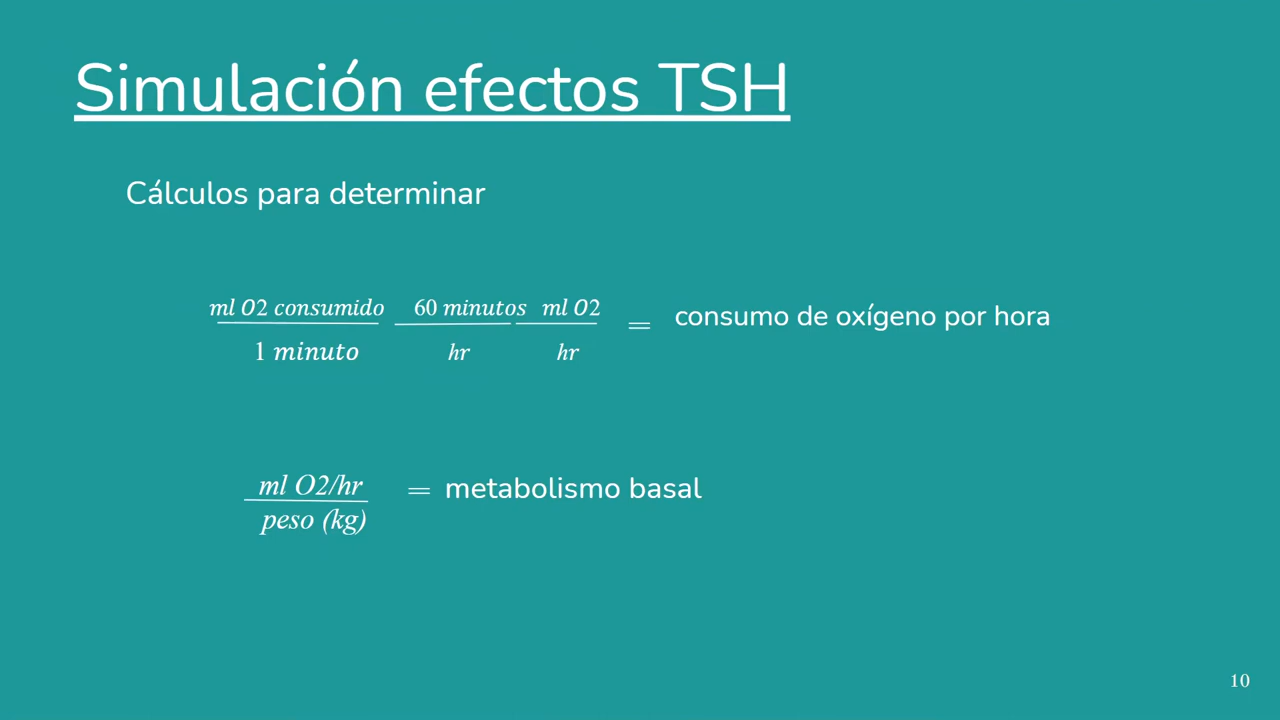 Simulación efectos TSH
Cálculos para determinar
ml O2 consumido 60 minutos ml O2
1 minuto hr hr
= consumo de oxígeno por hora
ml O2/hr
peso (kg)
= metabolismo basal
10